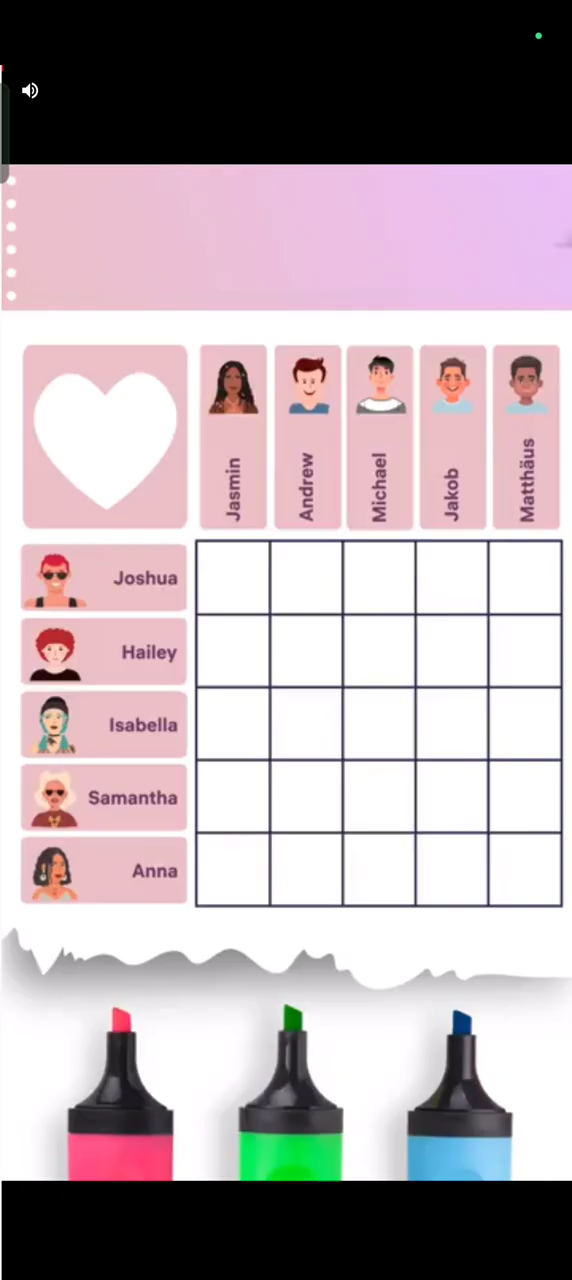 Jasmin
Andrew
Michael
Jakob
Matthäus
Joshua
Hailey
Isabella
Samantha
Anna